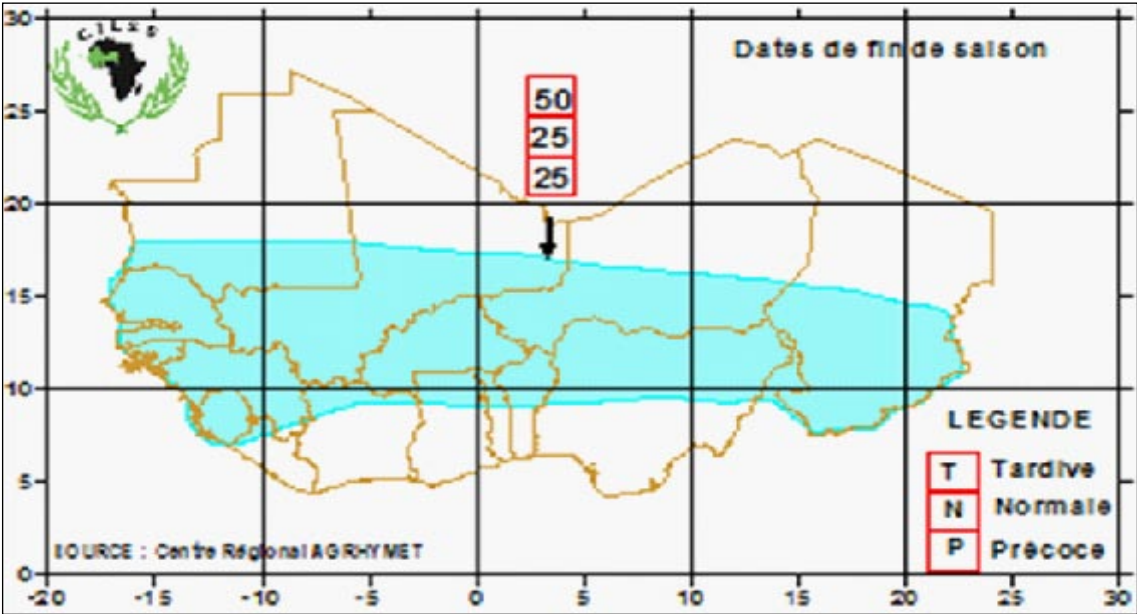 CILSS
Dates de fin de saison
50
25
25
30
25
20
15
10
5
0
LEGENDE
T Tardive
N Normale
P Précoce
SOURCE : Centre Régional AGRHYMET
-20 -15 -10 -5 0 5 10 15 20 25 30